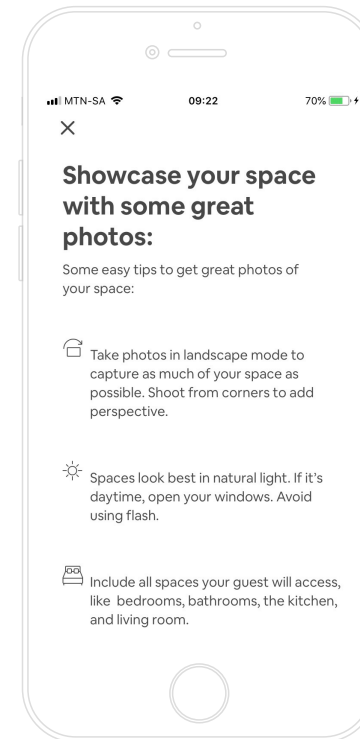 MTN-SA 09:22 70%
Showcase your space
with some great
photos:
Some easy tips to get great photos of
your space:
Take photos in landscape mode to
capture as much of your space as
possible. Shoot from corners to add
perspective.
Spaces look best in natural light. If it's
daytime, open your windows. Avoid
using flash.
Include all spaces your guest will access,
like bedrooms, bathrooms, the kitchen,
and living room.